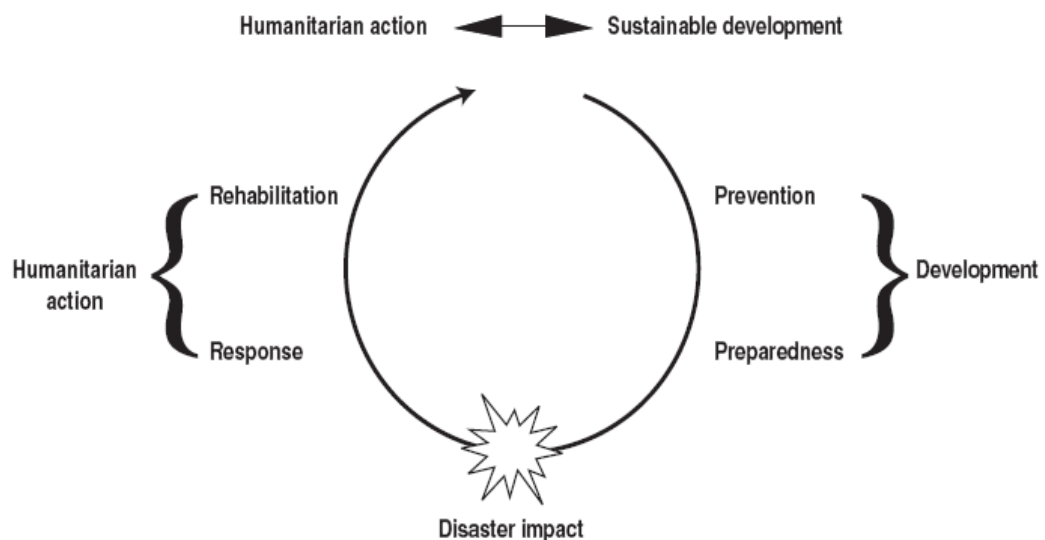 Humanitarian action Sustainable development
Rehabilitation Prevention
Humanitarian
action
Development
Response Preparedness
Disaster impact